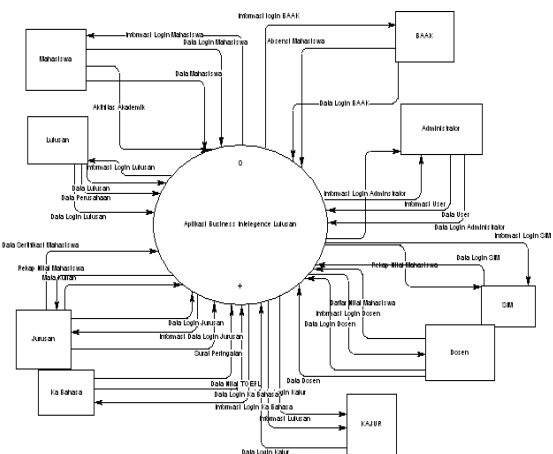 Informasi login BAAK
Informasi Login Mahasiswa
Data Login Mahasiswa
Absensi Mahasiswa
BAAK
Mahasiswa
Data Mahasiswa
Aktifitas Akademik
Data Login BAAK
Administrator
Lulusan
0
Informasi Login Lulusan
Data Lulusan
Data Perusahaan
Informasi Login Administrator
Informasi User
Data User
Data Login Lulusan
Aplikasi Business Intelegence Lulusan
Data Login Administrator
Informasi Login SIM
Data Sertifikasi Mahasiswa
Data Login SIM
Rekap Nilai Mahasiswa
Rekap Nilai Mahasiswa
Mata Kuliah
+
SIM
Daftar Nilai Mahasiswa
Informasi Login Dosen
Data Login Jurusan
Data Login Dosen
Jurusan
Informasi Data Login Jurusan
Surat Peringatan
Dosen
Ka Bahasa
Data Nilai TOEFL
Data Dosen
Data Login Ka Bahasa
Login Kajur
Informasi Login Ka Bahasa
Informasi Lulusan
KAJUR
Data Login Kajur